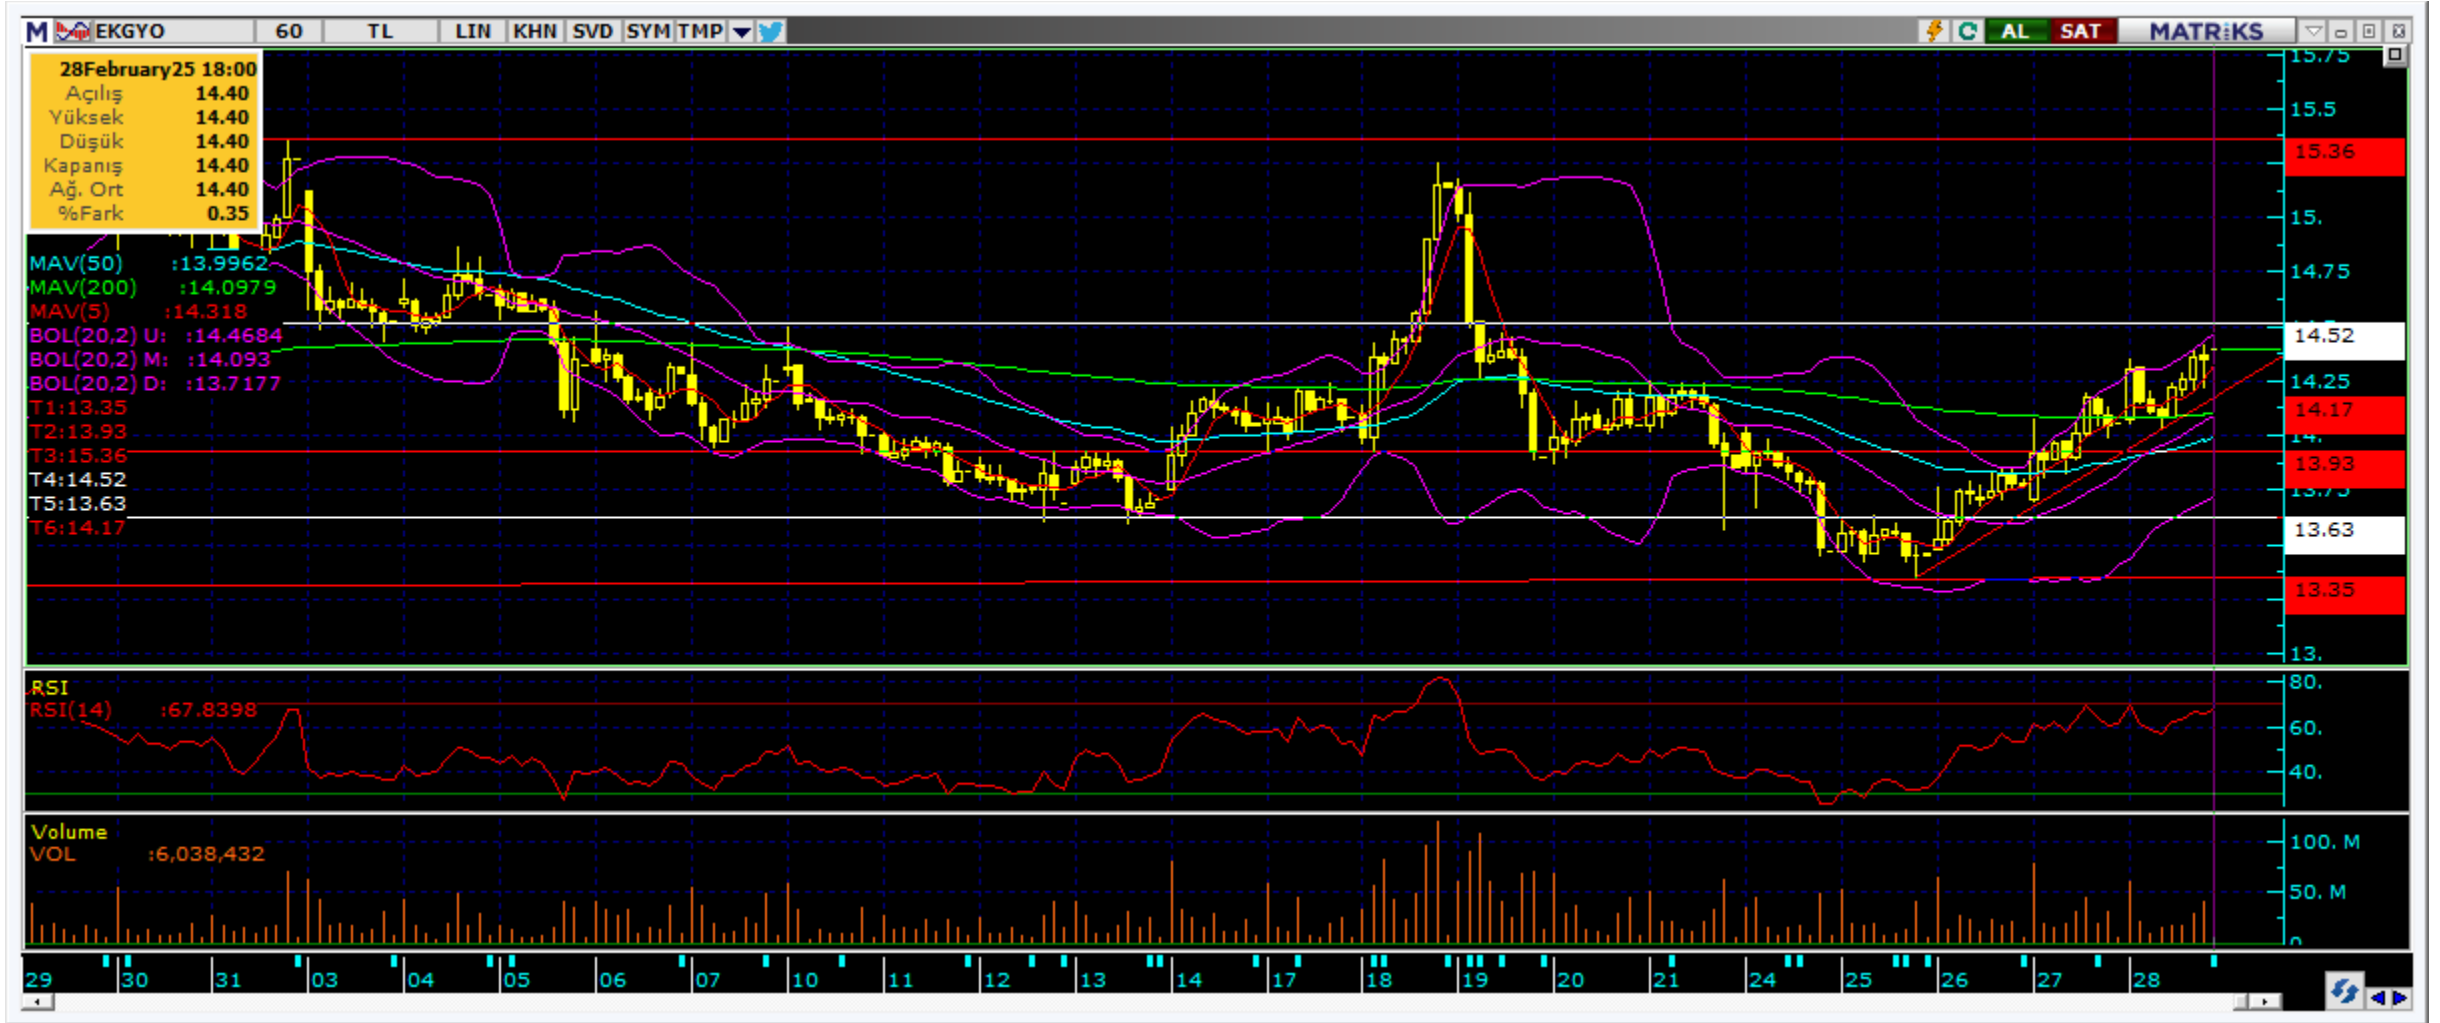 M EKGYO 60 TL LIN KHN SVD SYM TMP AL SAT MATRiKS
28February25 18:00
Açılış 14.40
Yüksek 14.40
Düşük 14.40
Kapanış 14.40
Ağ. Ort 14.40
%Fark 0.35
MAV(50) :13.9962
MAV(200) :14.0979
MAV(5) :14.318
BOL(20,2) U: :14.4684
BOL(20,2) M: :14.093
BOL(20,2) D: :13.7177
T1:13.35
T2:13.93
T3:15.36
T4:14.52
T5:13.63
T6:14.17
15.75
15.5
15.36
15.
14.75
14.52
14.25
14.17
14.
13.93
13.75
13.63
13.35
13.
RSI
RSI(14) :67.8398
80.
60.
40.
Volume
VOL :6,038,432
100. M
50. M
0
29 30 31 03 04 05 06 07 10 11 12 13 14 17 18 19 20 21 24 25 26 27 28